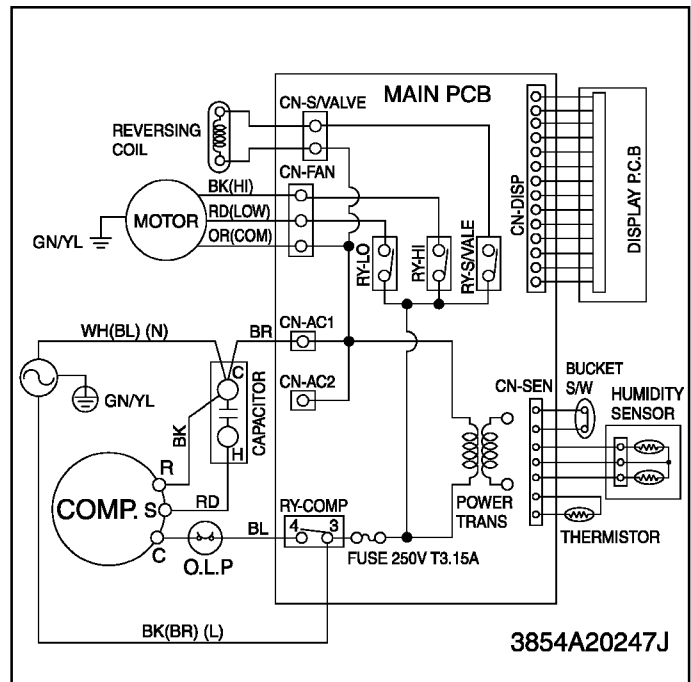 MAIN PCB
CN-S/VALVE
REVERSING
COIL
CN-FAN
BK(HI)
RD(LOW)
OR(COM)
MOTOR
GN/YL
RY-LO
RY-HI
RY-S/VALE
CN-DISP
DISPLAY P.C.B
WH(BL) (N)
BR
CN-AC1
CN-AC2
C
H
CAPACITOR
GN/YL
BK
R
COMP.
S
RD
C
O.L.P
BL
RY-COMP
4
3
FUSE 250V T3.15A
POWER
TRANS
CN-SEN
BUCKET
S/W
HUMIDITY
SENSOR
THERMISTOR
BK(BR) (L)
3854A20247J